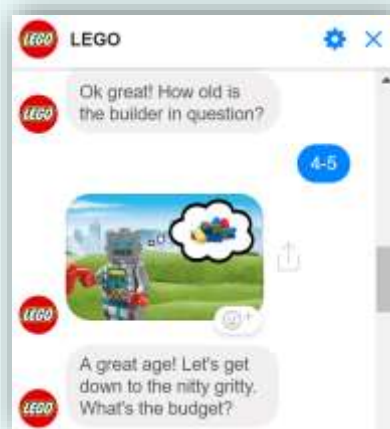 LEGO LEGO
Ok great! How old is
the builder in question?
LEGO
4-5
LEGO
A great age! Let's get
down to the nitty gritty.
What's the budget?
LEGO